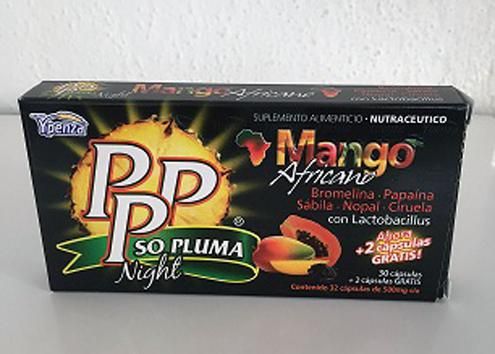 Mango
Africano
con Lactobacillus
Night
Ypenza
SUPLEMENTO ALIMENTICIO · NUTRACEUTICO
Mango
Africano
Bromelina · Papaína
Sábila · Nopal · Ciruela
con Lactobacillus
PPP
®
SO PLUMA
Night
Ahora
+2 cápsulas
GRATIS!
30 cápsulas
+ 2 cápsulas GRATIS!
Contenido 32 cápsulas de 500mg c/u